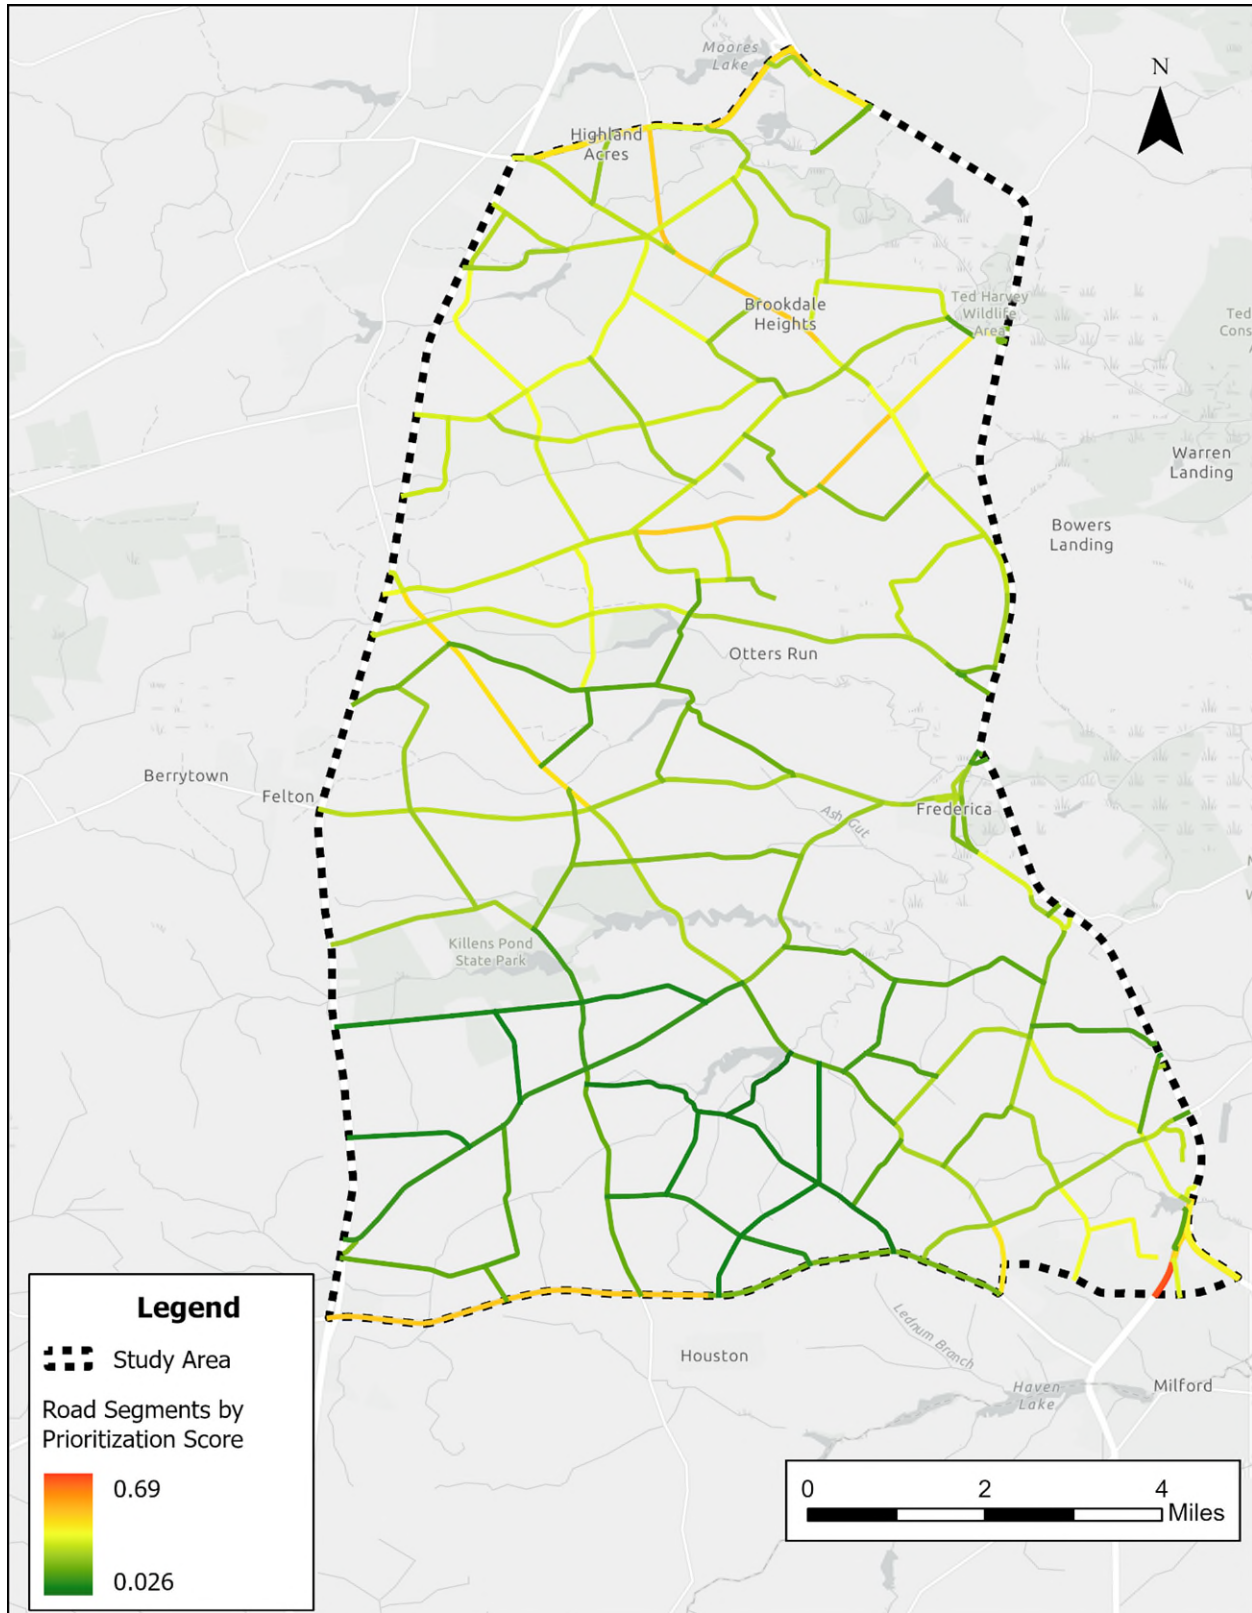 Moores
Lake
N
Highland
Acres
Brookdale
Heights
Ted Harvey
Wildlife
Area
Ted
Cons
Warren
Landing
Bowers
Landing
Otters Run
Berrytown
Felton
Ash Gut
Frederica
Killens Pond
State Park
Houston
Lednum Branch
Haven
Lake
Milford
Legend
Study Area
Road Segments by
Prioritization Score
0.69
0.026
0 2 4
Miles